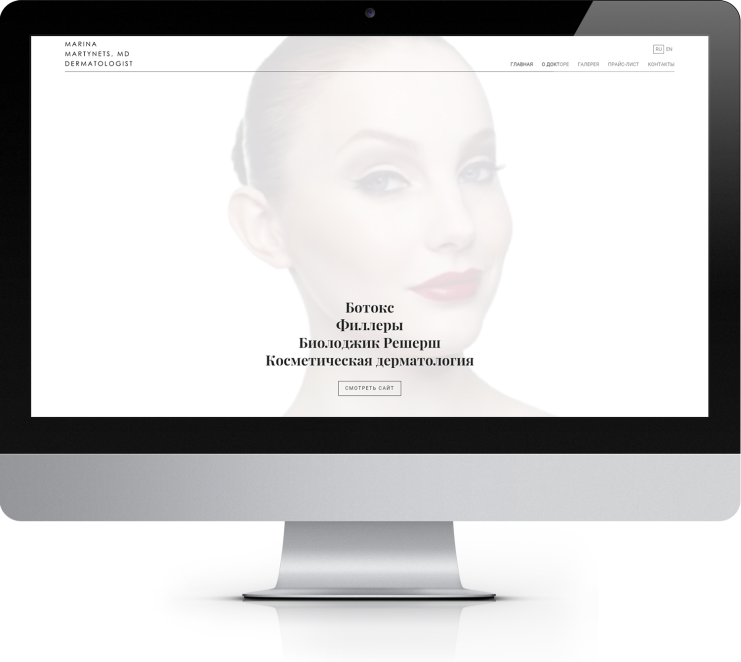 MARINA
MARTYNETS, MD
DERMATOLOGIST
RU EN
ГЛАВНАЯ О ДОКТОРЕ ГАЛЕРЕЯ ПРАЙС-ЛИСТ КОНТАКТЫ
Ботокс
Филлеры
Биолоджик Решерш
Косметическая дерматология
СМОТРЕТЬ САЙТ